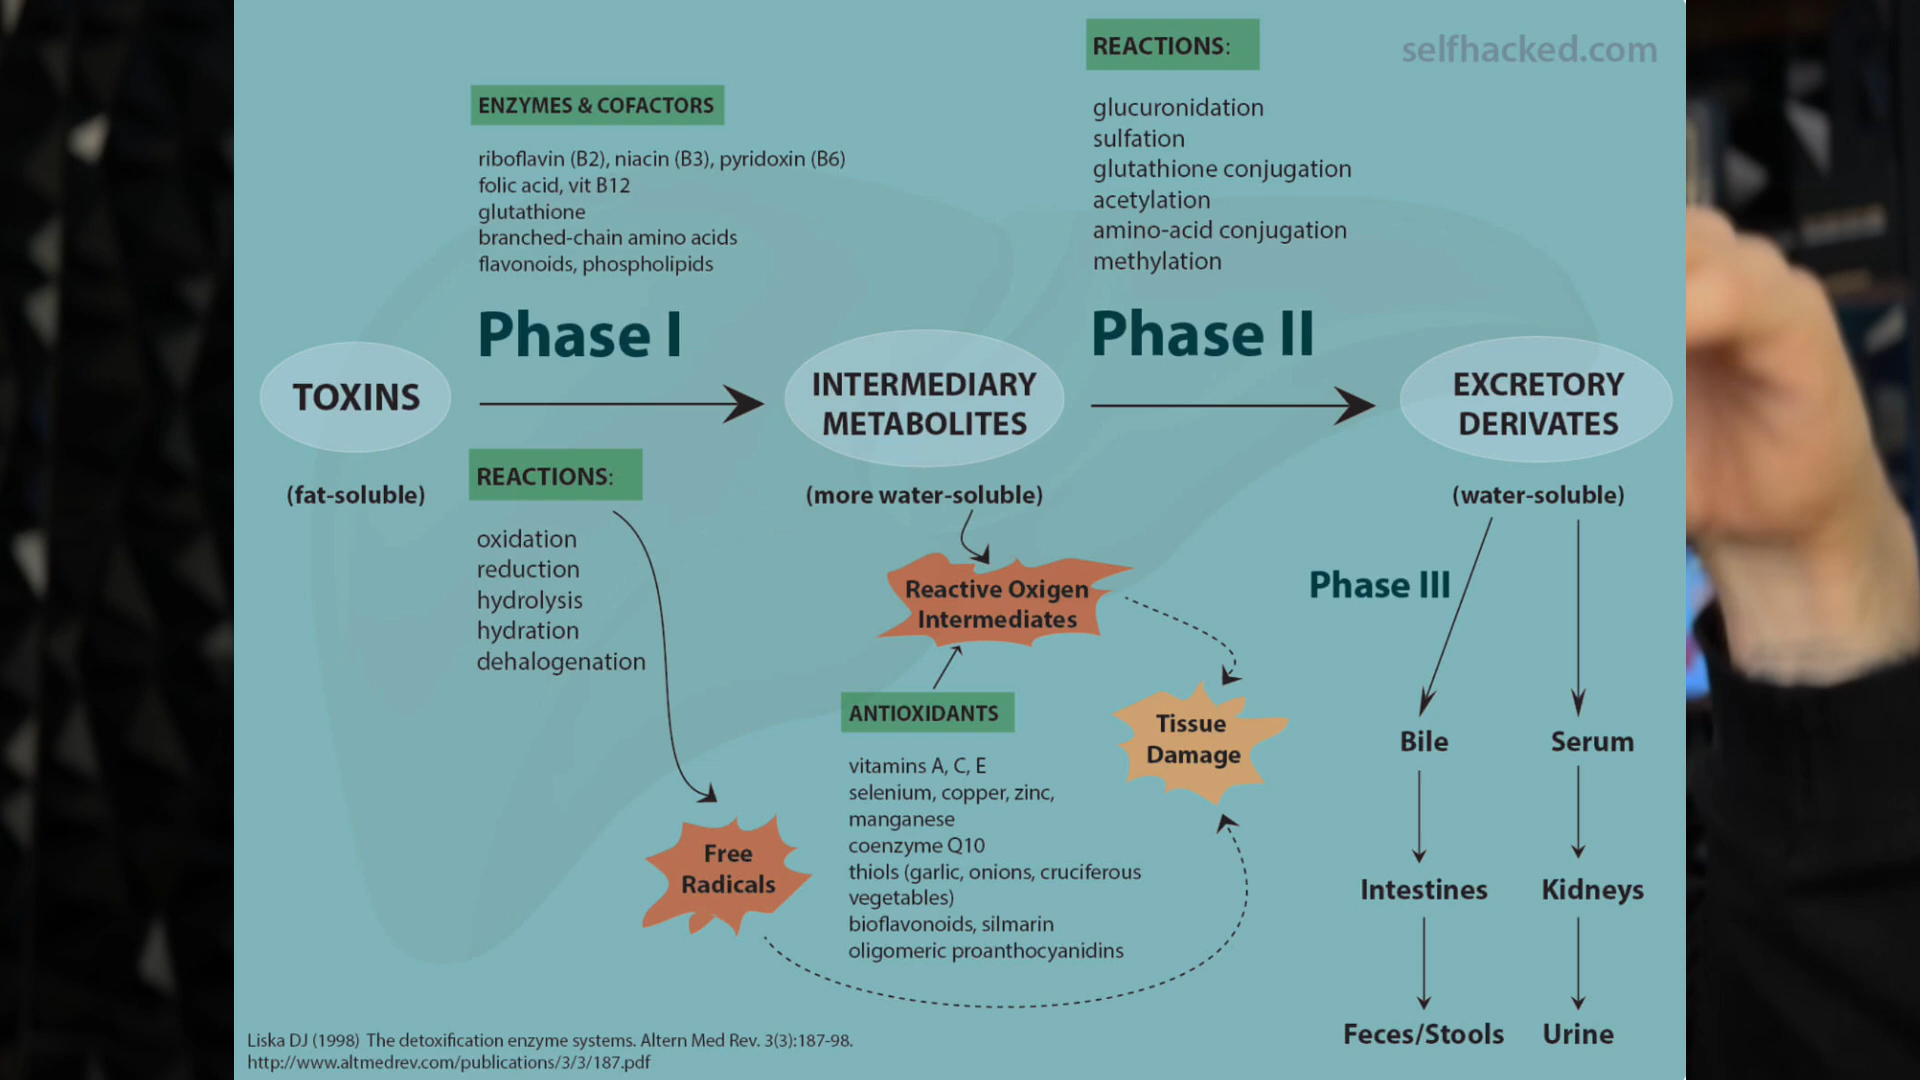 selfhacked.com
ENZYMES & COFACTORS
riboflavin (B2), niacin (B3), pyridoxin (B6)
folic acid, vit B12
glutathione
branched-chain amino acids
flavonoids, phospholipids
REACTIONS:
glucuronidation
sulfation
glutathione conjugation
acetylation
amino-acid conjugation
methylation
Phase I
Phase II
TOXINS
(fat-soluble)
INTERMEDIARY
METABOLITES
(more water-soluble)
EXCRETORY
DERIVATES
(water-soluble)
REACTIONS:
oxidation
reduction
hydrolysis
hydration
dehalogenation
Reactive Oxigen
Intermediates
Phase III
ANTIOXIDANTS
vitamins A, C, E
selenium, copper, zinc,
manganese
coenzyme Q10
thiols (garlic, onions, cruciferous
vegetables)
bioflavonoids, silmarin
oligomeric proanthocyanidins
Tissue
Damage
Free
Radicals
Bile
Serum
Intestines
Kidneys
Feces/Stools
Urine
Liska DJ (1998) The detoxification enzyme systems. Altern Med Rev. 3(3):187-98.
http://www.altmedrev.com/publications/3/3/187.pdf